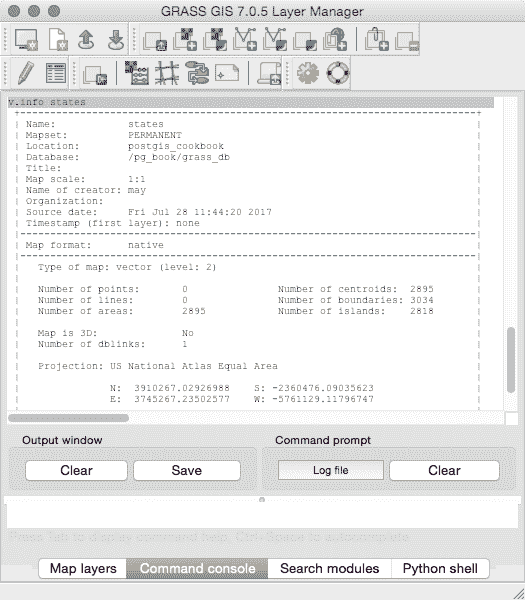 GRASS GIS 7.0.5 Layer Manager
v.info states
Name: states
Mapset: PERMANENT
Location: postgis_cookbook
Database: /pg_book/grass_db
Title:
Map scale: 1:1
Name of creator: may
Organization:
Source date: Fri Jul 28 11:44:20 2017
Timestamp (first layer): none
Map format: native
Type of map: vector (level: 2)
Number of points: 0 Number of centroids: 2895
Number of lines: 0 Number of boundaries: 3034
Number of areas: 2895 Number of islands: 2818
Map is 3D: No
Number of dblinks: 1
Projection: US National Atlas Equal Area
N: 3910267.02926988 S: -2360476.09035623
E: 3745267.23502577 W: -5761129.11796747
Output window Command prompt
Clear Save Log file Clear
Press Tab to display command help, Ctrl+Space to autocomplete
Map layers Command console Search modules Python shell